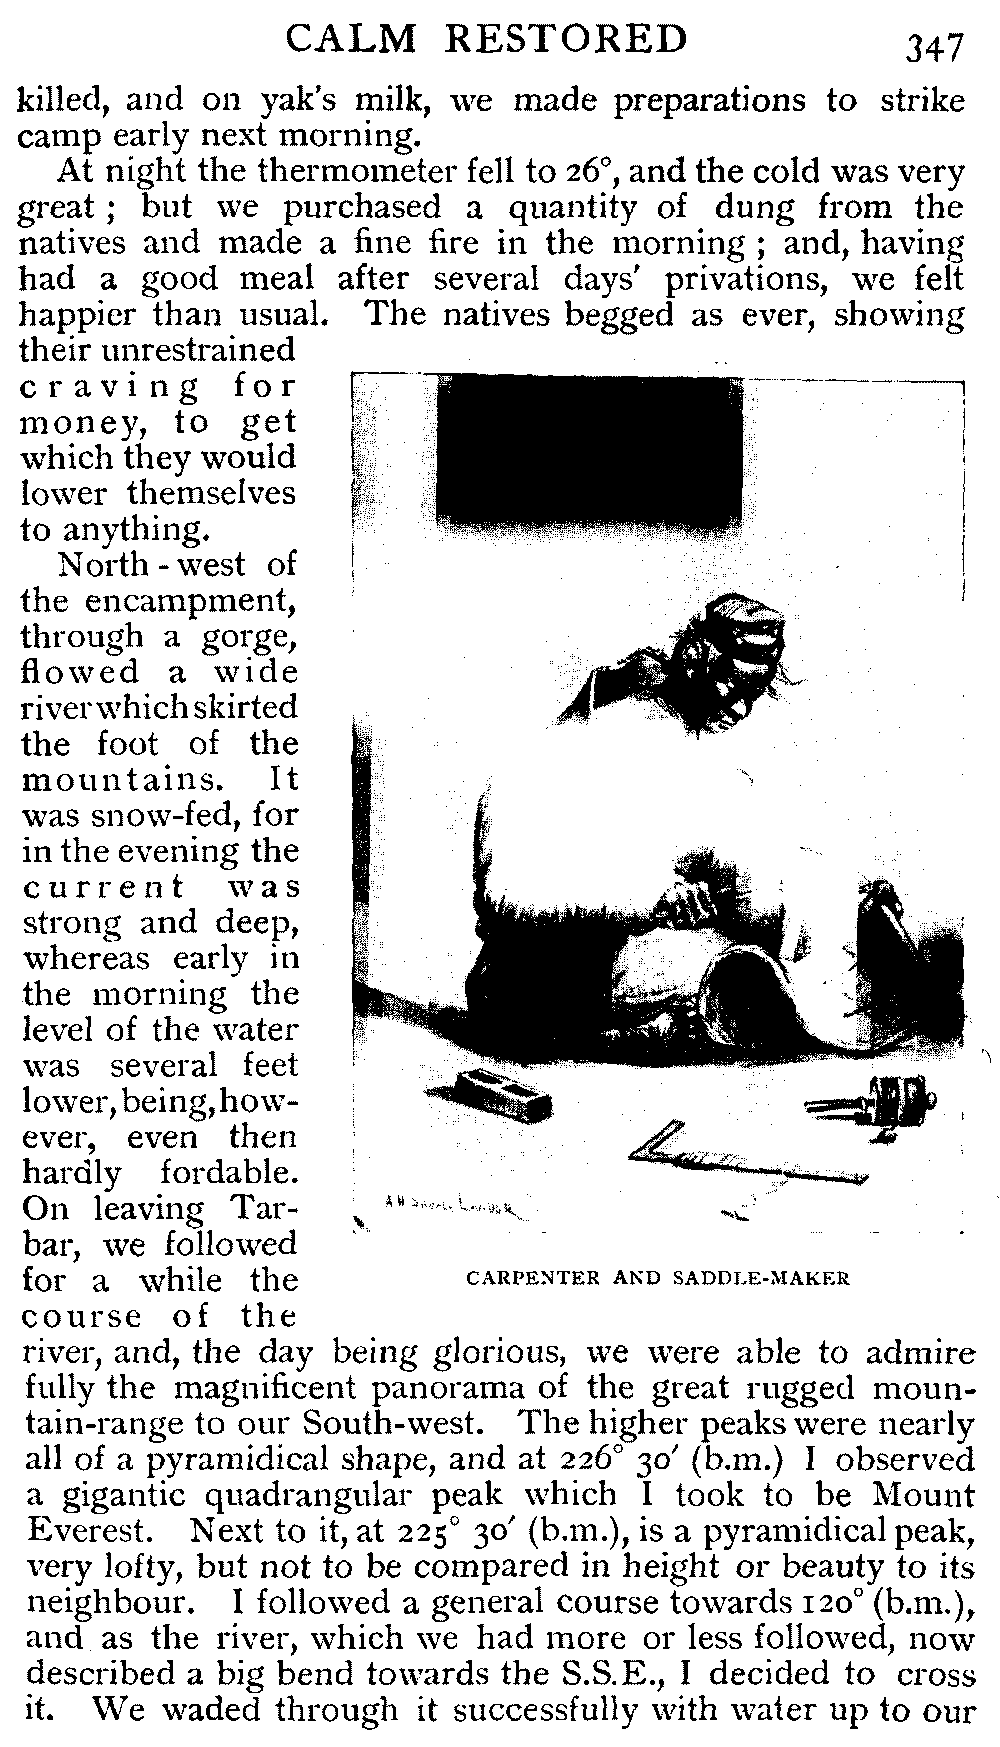 CALM RESTORED 347
killed, and on yak's milk, we made preparations to strike
camp early next morning.
At night the thermometer fell to 26°, and the cold was very
great ; but we purchased a quantity of dung from the
natives and made a fine fire in the morning ; and, having
had a good meal after several days' privations, we felt
happier than usual. The natives begged as ever, showing
their unrestrained
craving for
money, to get
which they would
lower themselves
to anything.
North-west of
the encampment,
through a gorge,
flowed a wide
river which skirted
the foot of the
mountains. It
was snow-fed, for
in the evening the
current was
strong and deep,
whereas early in
the morning the
level of the water
was several feet
lower, being, how-
ever, even then
hardly fordable.
On leaving Tar-
bar, we followed
for a while the
course of the
A H Savage Landor
CARPENTER AND SADDLE-MAKER
river, and, the day being glorious, we were able to admire
fully the magnificent panorama of the great rugged moun-
tain-range to our South-west. The higher peaks were nearly
all of a pyramidical shape, and at 226° 30′ (b.m.) I observed
a gigantic quadrangular peak which I took to be Mount
Everest. Next to it, at 225° 30′ (b.m.), is a pyramidical peak,
very lofty, but not to be compared in height or beauty to its
neighbour. I followed a general course towards 120° (b.m.),
and as the river, which we had more or less followed, now
described a big bend towards the S.S.E., I decided to cross
it. We waded through it successfully with water up to our